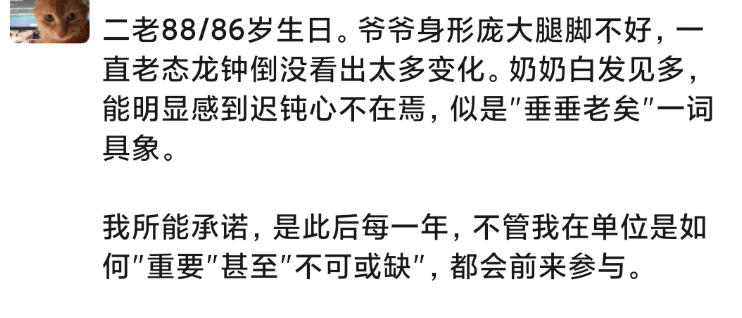 二老88/86岁生日。爷爷身形庞大腿脚不好，一
直老态龙钟倒没看出太多变化。奶奶白发见多，
能明显感到迟钝心不在焉，似是"垂垂老矣"一词
具象。
我所能承诺，是此后每一年，不管我在单位是如
何"重要"甚至"不可或缺"，都会前来参与。